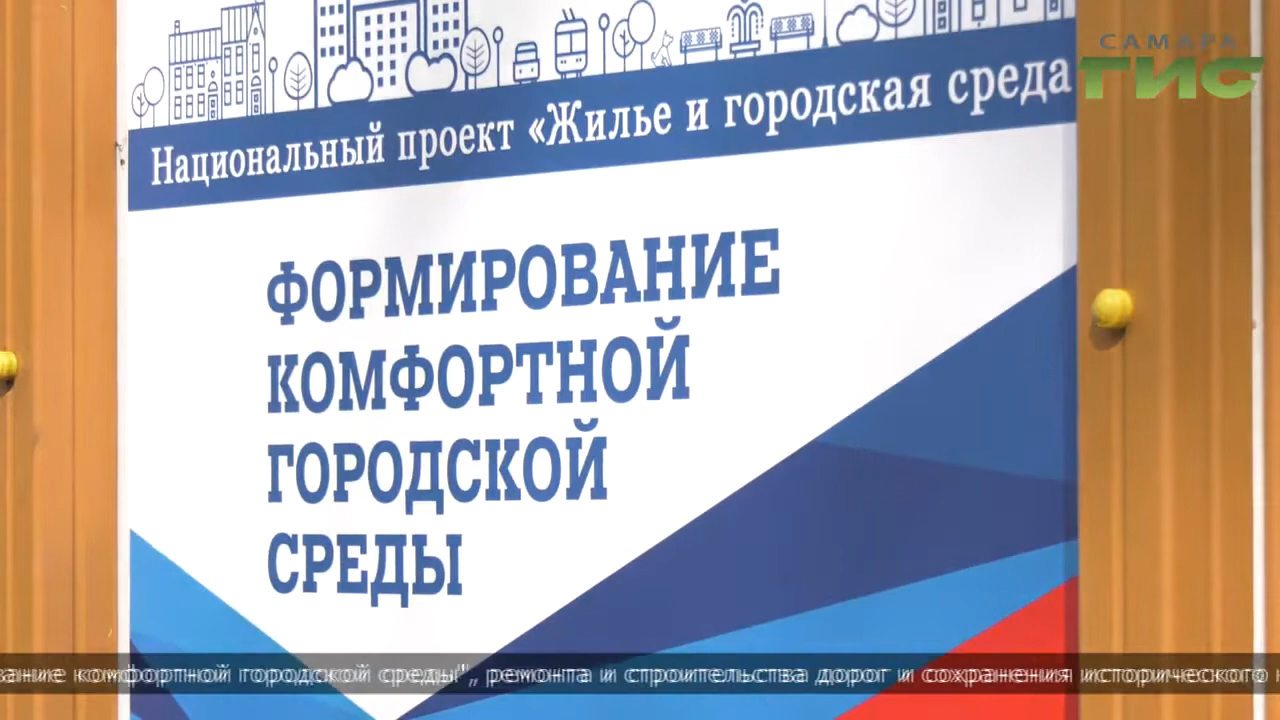 САМАРА
ГИС
Национальный проект «Жилье и городская среда
ФОРМИРОВАНИЕ
КОМФОРТНОЙ
ГОРОДСКОЙ
СРЕДЫ
комфортной городской среды", ремонта и строительства дорог и сохранения исторического